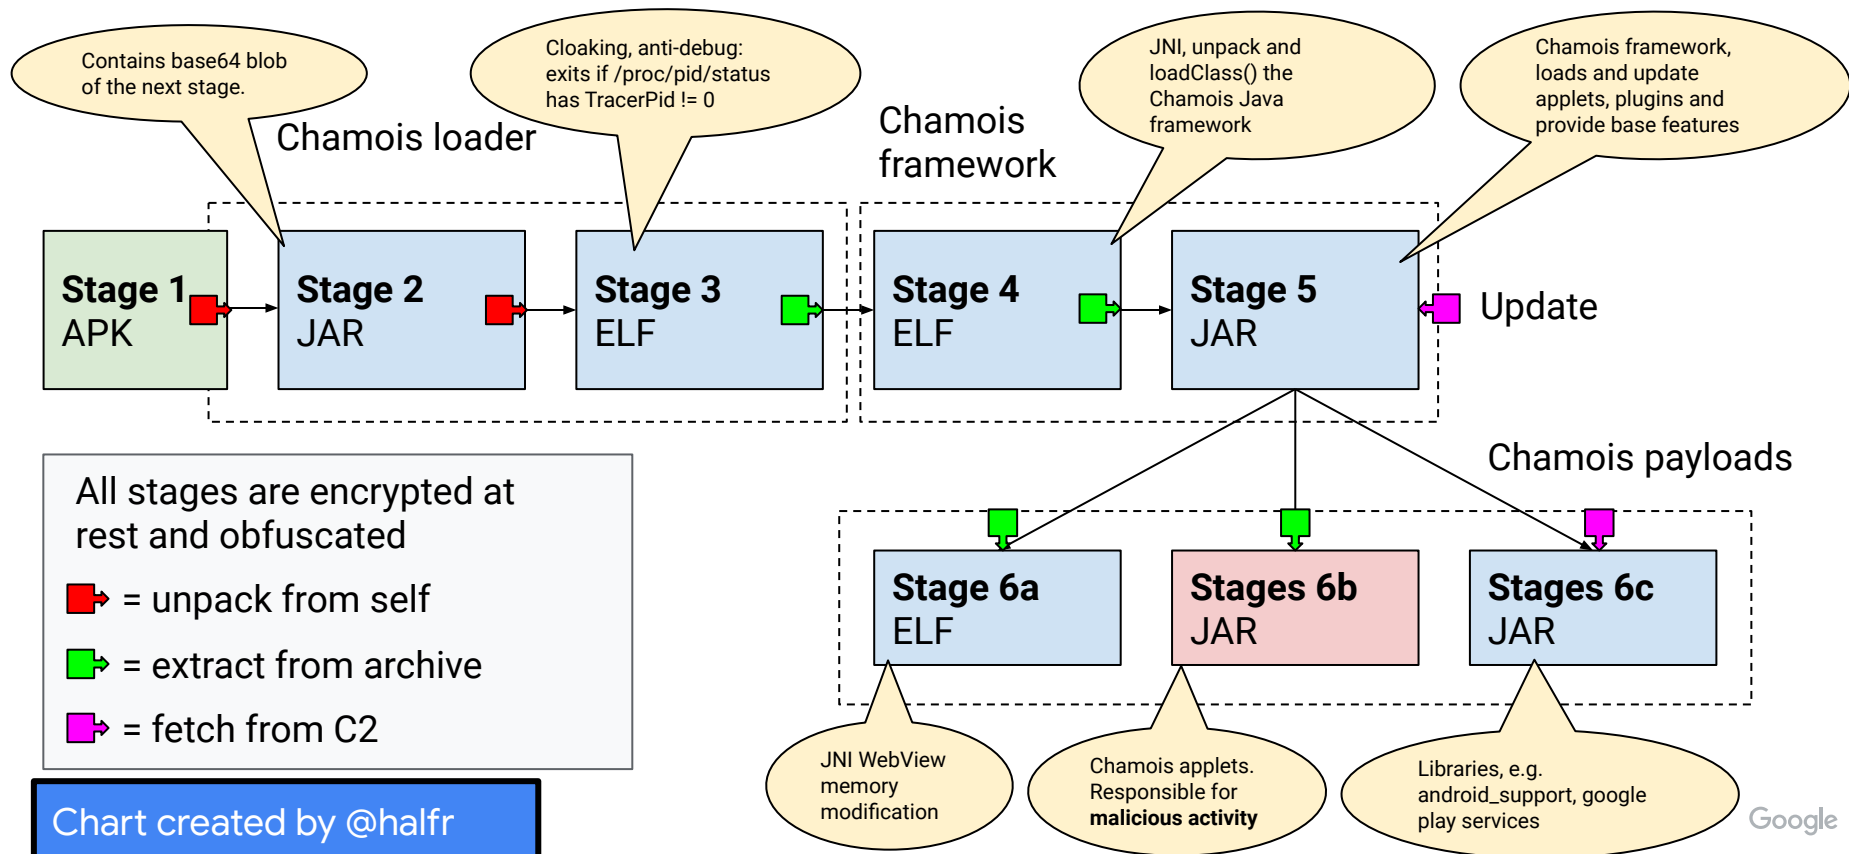 Contains base64 blob
of the next stage.
Cloaking, anti-debug:
exits if /proc/pid/status
has TracerPid != 0
JNI, unpack and
loadClass() the
Chamois Java
framework
Chamois framework,
loads and update
applets, plugins and
provide base features
Chamois loader
Chamois
framework
Stage 1
APK
Stage 2
JAR
Stage 3
ELF
Stage 4
ELF
Stage 5
JAR
Update
Chamois payloads
All stages are encrypted at
rest and obfuscated
= unpack from self
= extract from archive
= fetch from C2
Stage 6a
ELF
Stages 6b
JAR
Stages 6c
JAR
JNI WebView
memory
modification
Chamois applets.
Responsible for
malicious activity
Libraries, e.g.
android_support, google
play services
Chart created by @halfr
Google